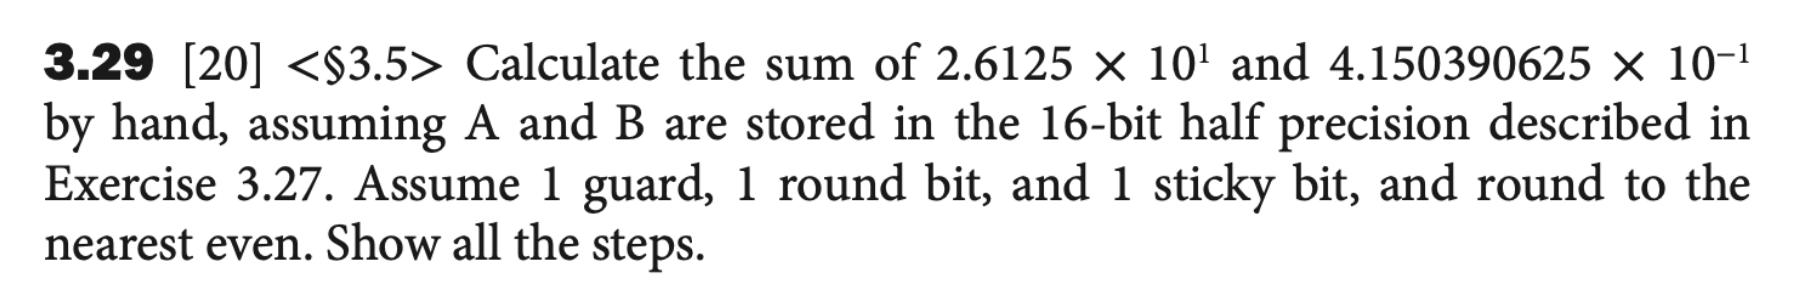 3.29 [20] <§3.5> Calculate the sum of 2.6125 × 10¹ and 4.150390625 × 10⁻¹
by hand, assuming A and B are stored in the 16-bit half precision described in
Exercise 3.27. Assume 1 guard, 1 round bit, and 1 sticky bit, and round to the
nearest even. Show all the steps.